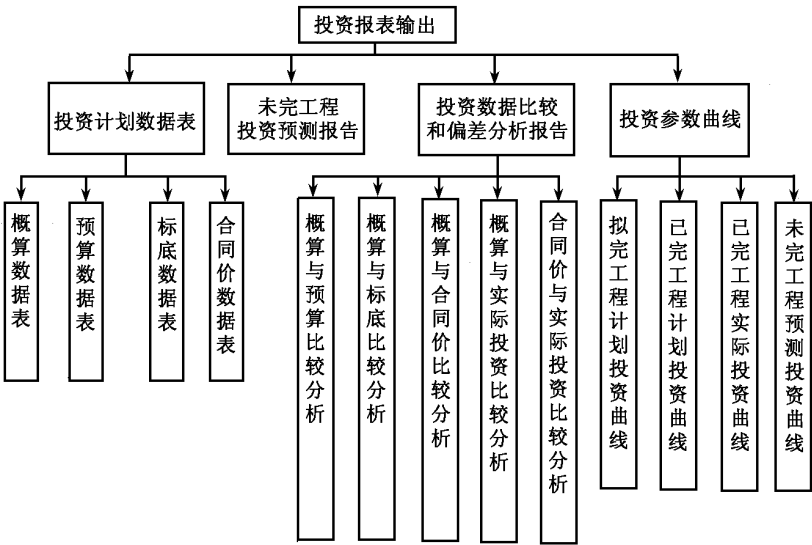 投资报表输出
投资计划数据表
未完工程
投资预测报告
投资数据比较
和偏差分析报告
投资参数曲线
概算数据表
预算数据表
标底数据表
合同价数据表
概算与预算比较分析
概算与标底比较分析
概算与合同价比较分析
概算与实际投资比较分析
合同价与实际投资比较分析
拟完工程计划投资曲线
已完工程计划投资曲线
已完工程实际投资曲线
未完工程预测投资曲线